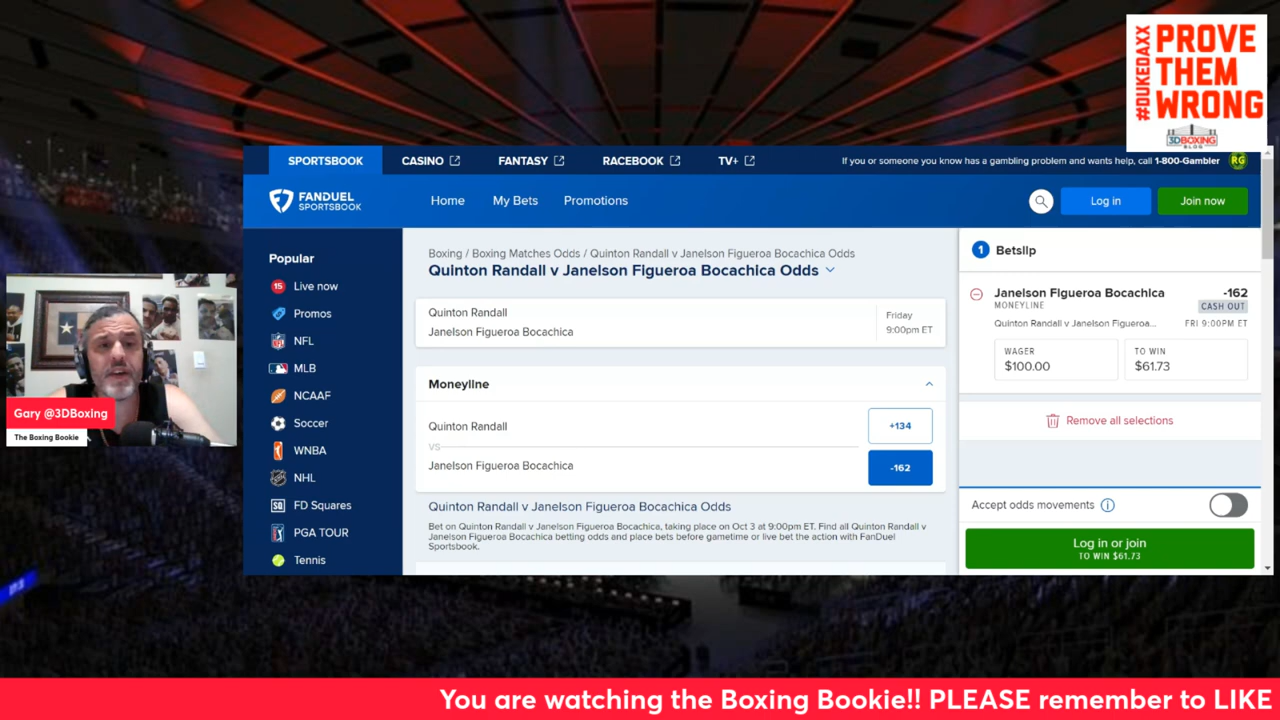 #DUKEDAXX
PROVE
THEM
WRONG
3DBOXING
BLOG
SPORTSBOOK
CASINO
FANTASY
RACEBOOK
TV+
If you or someone you know has a gambling problem and wants help, call 1-800-Gambler
RG
FANDUEL
SPORTSBOOK
Home
My Bets
Promotions
Log in
Join now
Popular
15 Live now
Promos
NFL
MLB
NCAAF
Soccer
WNBA
NHL
SQ FD Squares
PGA TOUR
Tennis
Boxing / Boxing Matches Odds / Quinton Randall v Janelson Figueroa Bocachica Odds
Quinton Randall v Janelson Figueroa Bocachica Odds
Quinton Randall
Janelson Figueroa Bocachica
Friday
9:00pm ET
Moneyline
Quinton Randall
+134
VS
Janelson Figueroa Bocachica
-162
Quinton Randall v Janelson Figueroa Bocachica Odds
Bet on Quinton Randall v Janelson Figueroa Bocachica, taking place on Oct 3 at 9:00pm ET. Find all Quinton Randall v
Janelson Figueroa Bocachica betting odds and place bets before gametime or live bet the action with FanDuel
Sportsbook.
1 Betslip
Janelson Figueroa Bocachica -162
MONEYLINE CASH OUT
Quinton Randall v Janelson Figueroa... FRI 9:00PM ET
WAGER
$100.00
TO WIN
$61.73
Remove all selections
Accept odds movements
Log in or join
TO WIN $61.73
Gary @3DBoxing
The Boxing Bookie
You are watching the Boxing Bookie!! PLEASE remember to LIKE